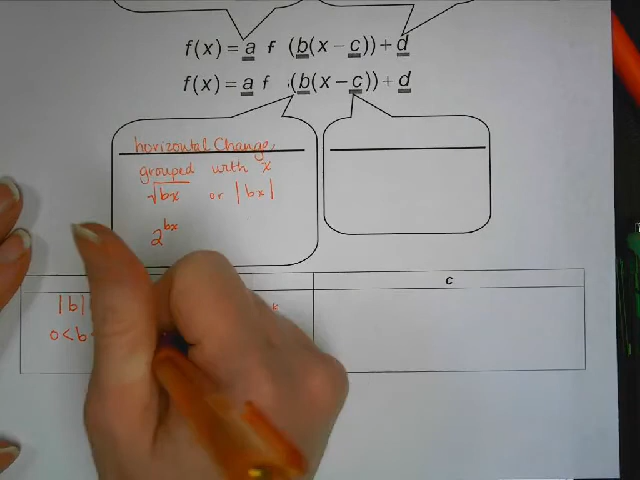 f(x) = a f (b(x − c)) + d
f(x) = a f (b(x − c)) + d
horizontal Change
grouped with x
√bx or |bx|
2^bx
c
|b|
0<b